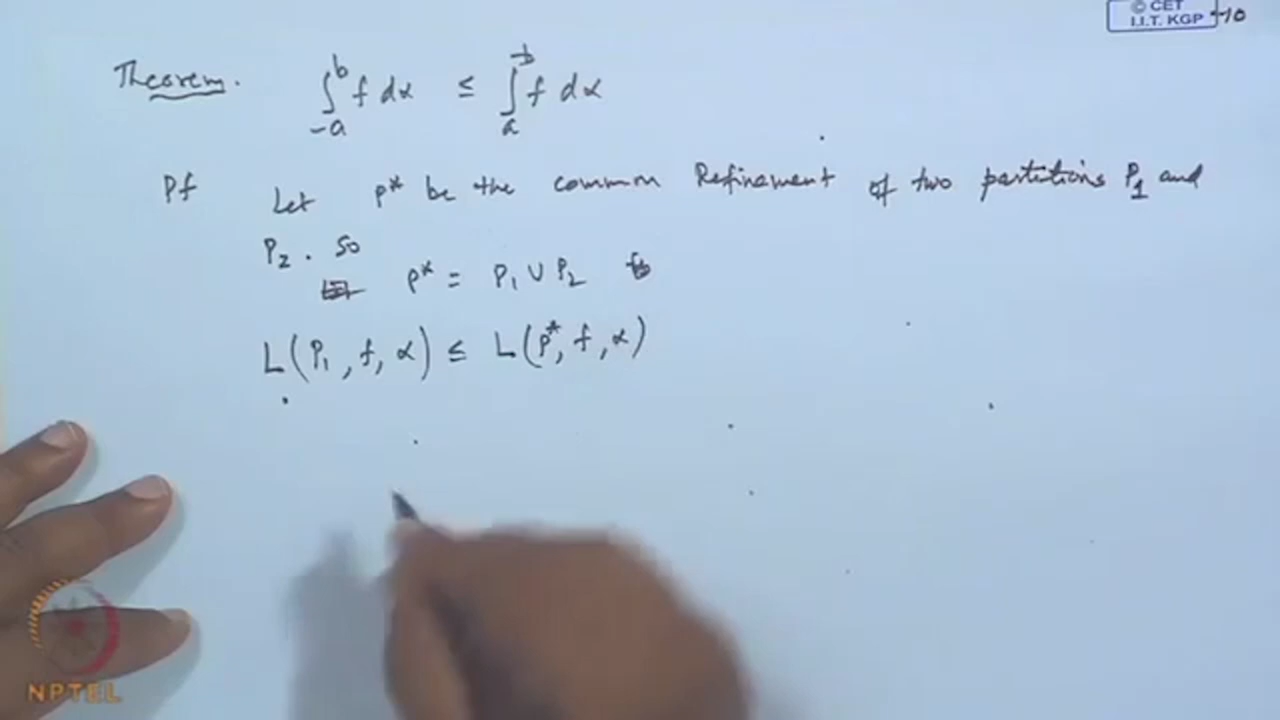 © CET
I.I.T. KGP -10
Theorem. ∫_{-a}^{b} f dα ≤ ∫_{a}^{-b} f dα
Pf Let P* be the common Refinement of two partitions P₁ and
P₂. So
P* = P₁ ∪ P₂
L(P₁, f, α) ≤ L(P*, f, α)
NPTEL